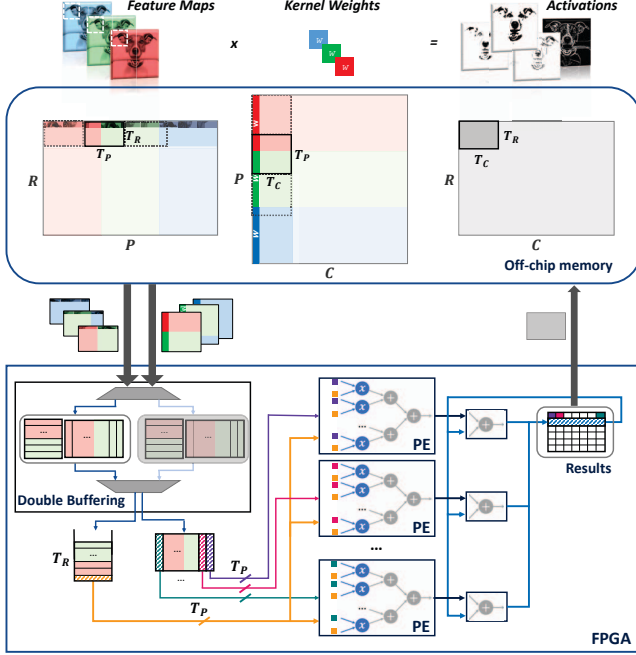 Feature Maps
Kernel Weights
Activations
x
=
w
w
w
R
T_R
T_P
P
w
w
w
P
T_P
T_C
C
R
T_R
T_C
C
Off-chip memory
...
...
...
...
Double Buffering
T_R
...
...
...
T_P
T_P
x
x
x
...
+
+
+
PE
x
x
x
...
+
+
+
PE
...
x
x
x
...
+
+
+
PE
+
+
+
Results
FPGA